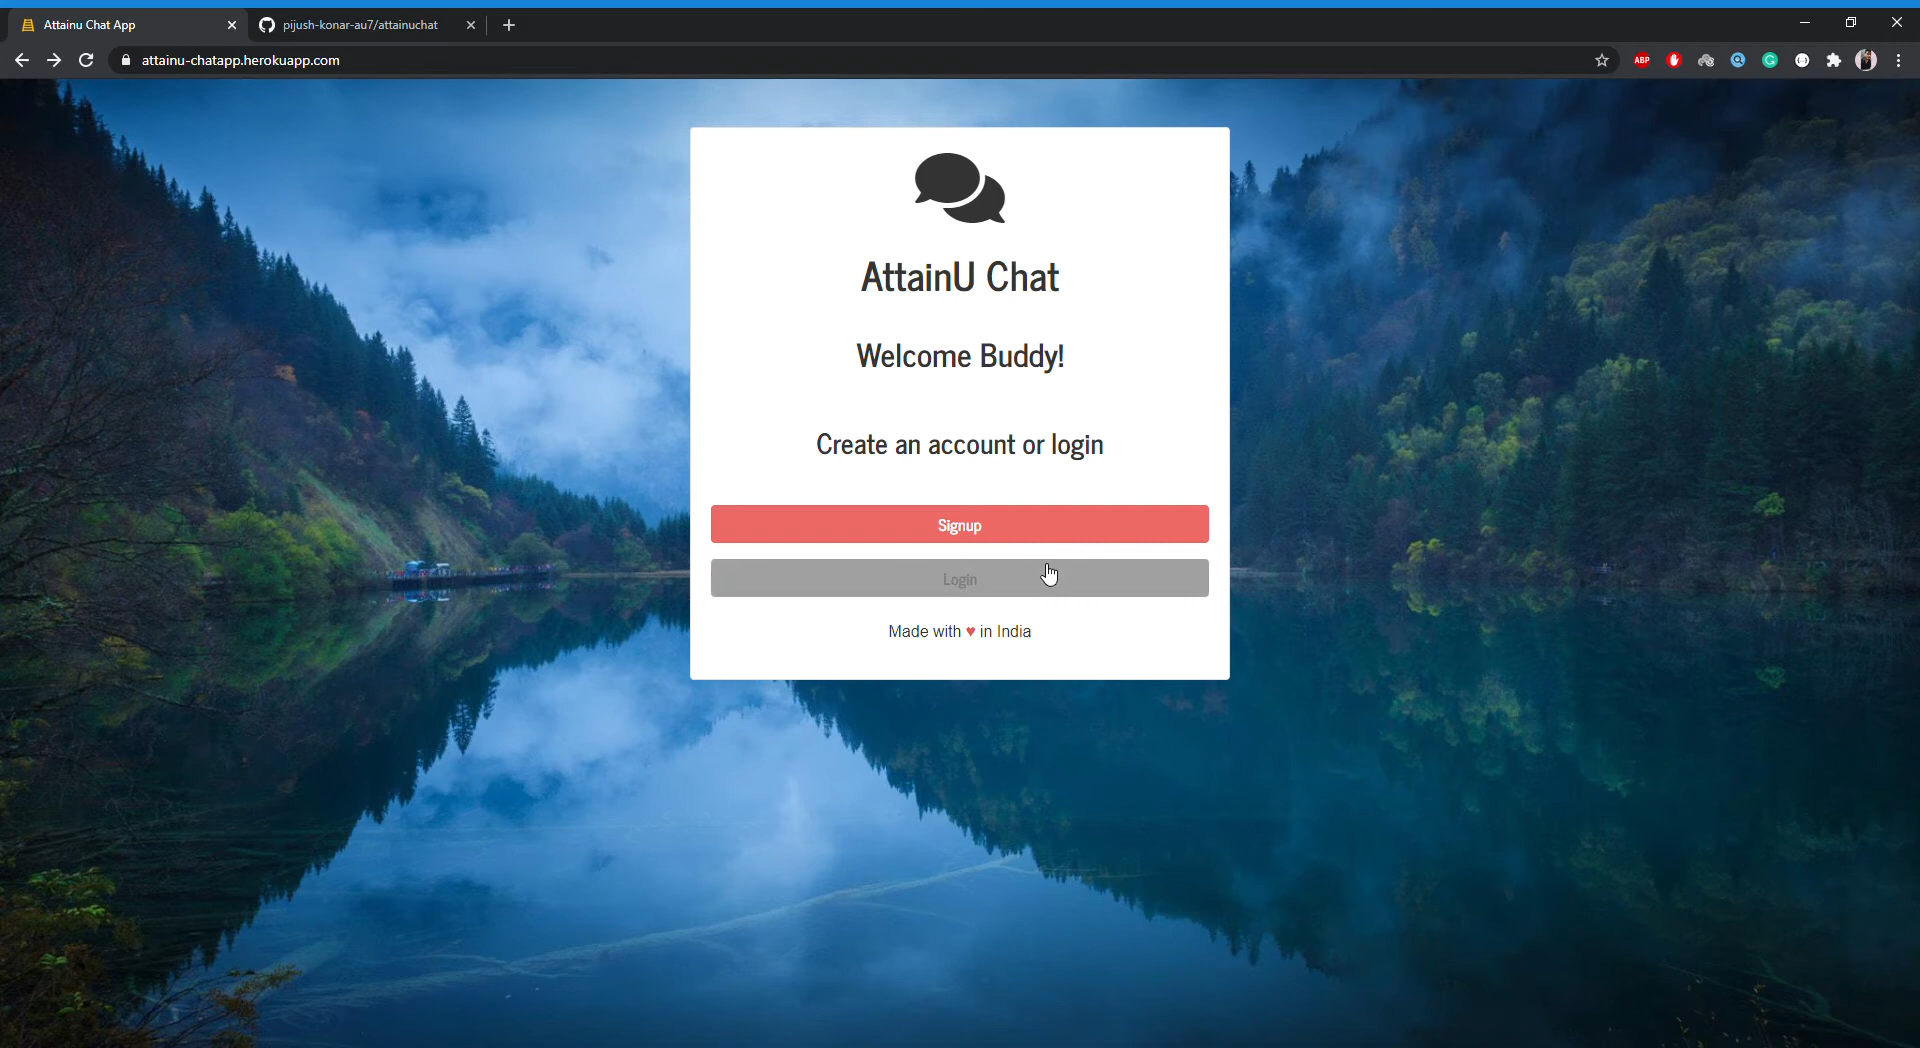 Attainu Chat App
pijush-konar-au7/attainuchat
attainu-chatapp.herokuapp.com
ABP
AttainU Chat
Welcome Buddy!
Create an account or login
Signup
Login
Made with ♥ in India